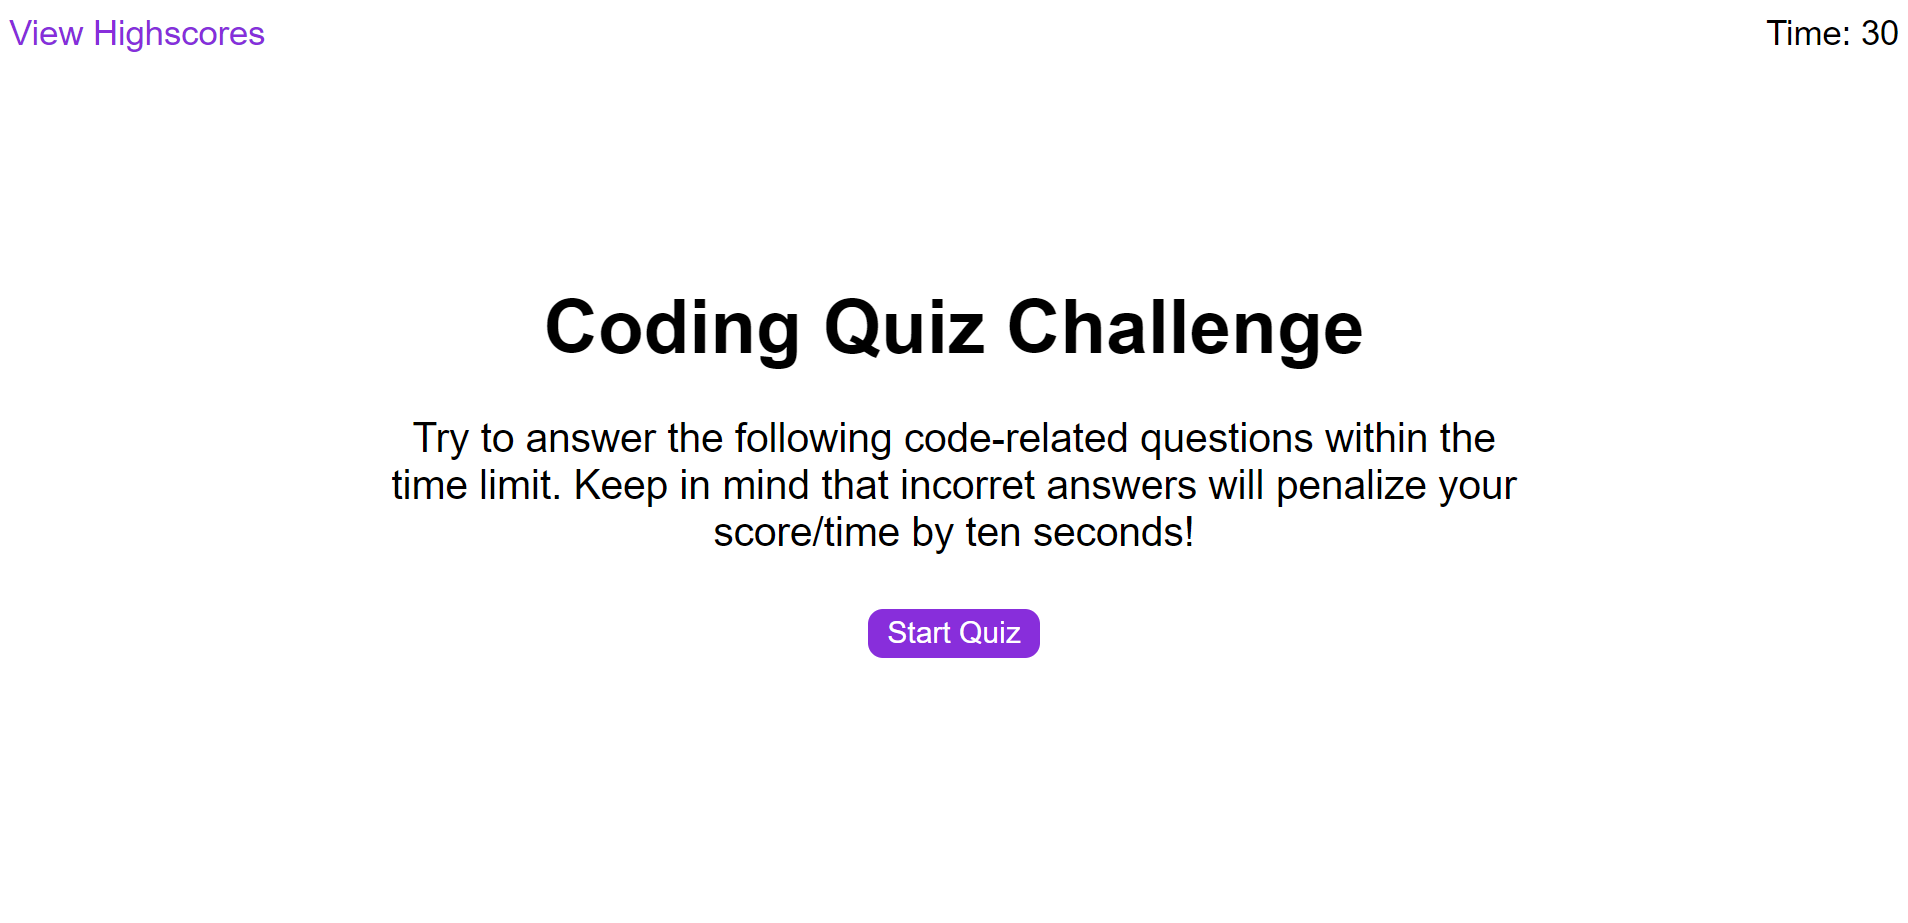 View Highscores
Time: 30
Coding Quiz Challenge
Try to answer the following code-related questions within the
time limit. Keep in mind that incorret answers will penalize your
score/time by ten seconds!
Start Quiz